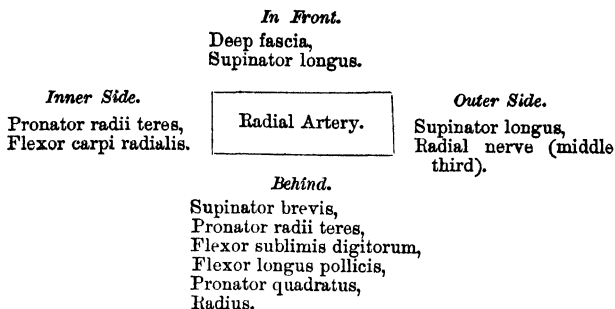 In Front.
Deep fascia,
Supinator longus.
Inner Side.
Pronator radii teres,
Flexor carpi radialis.
Radial Artery.
Outer Side.
Supinator longus,
Radial nerve (middle
third).
Behind.
Supinator brevis,
Pronator radii teres,
Flexor sublimis digitorum,
Flexor longus pollicis,
Pronator quadratus,
Radius.